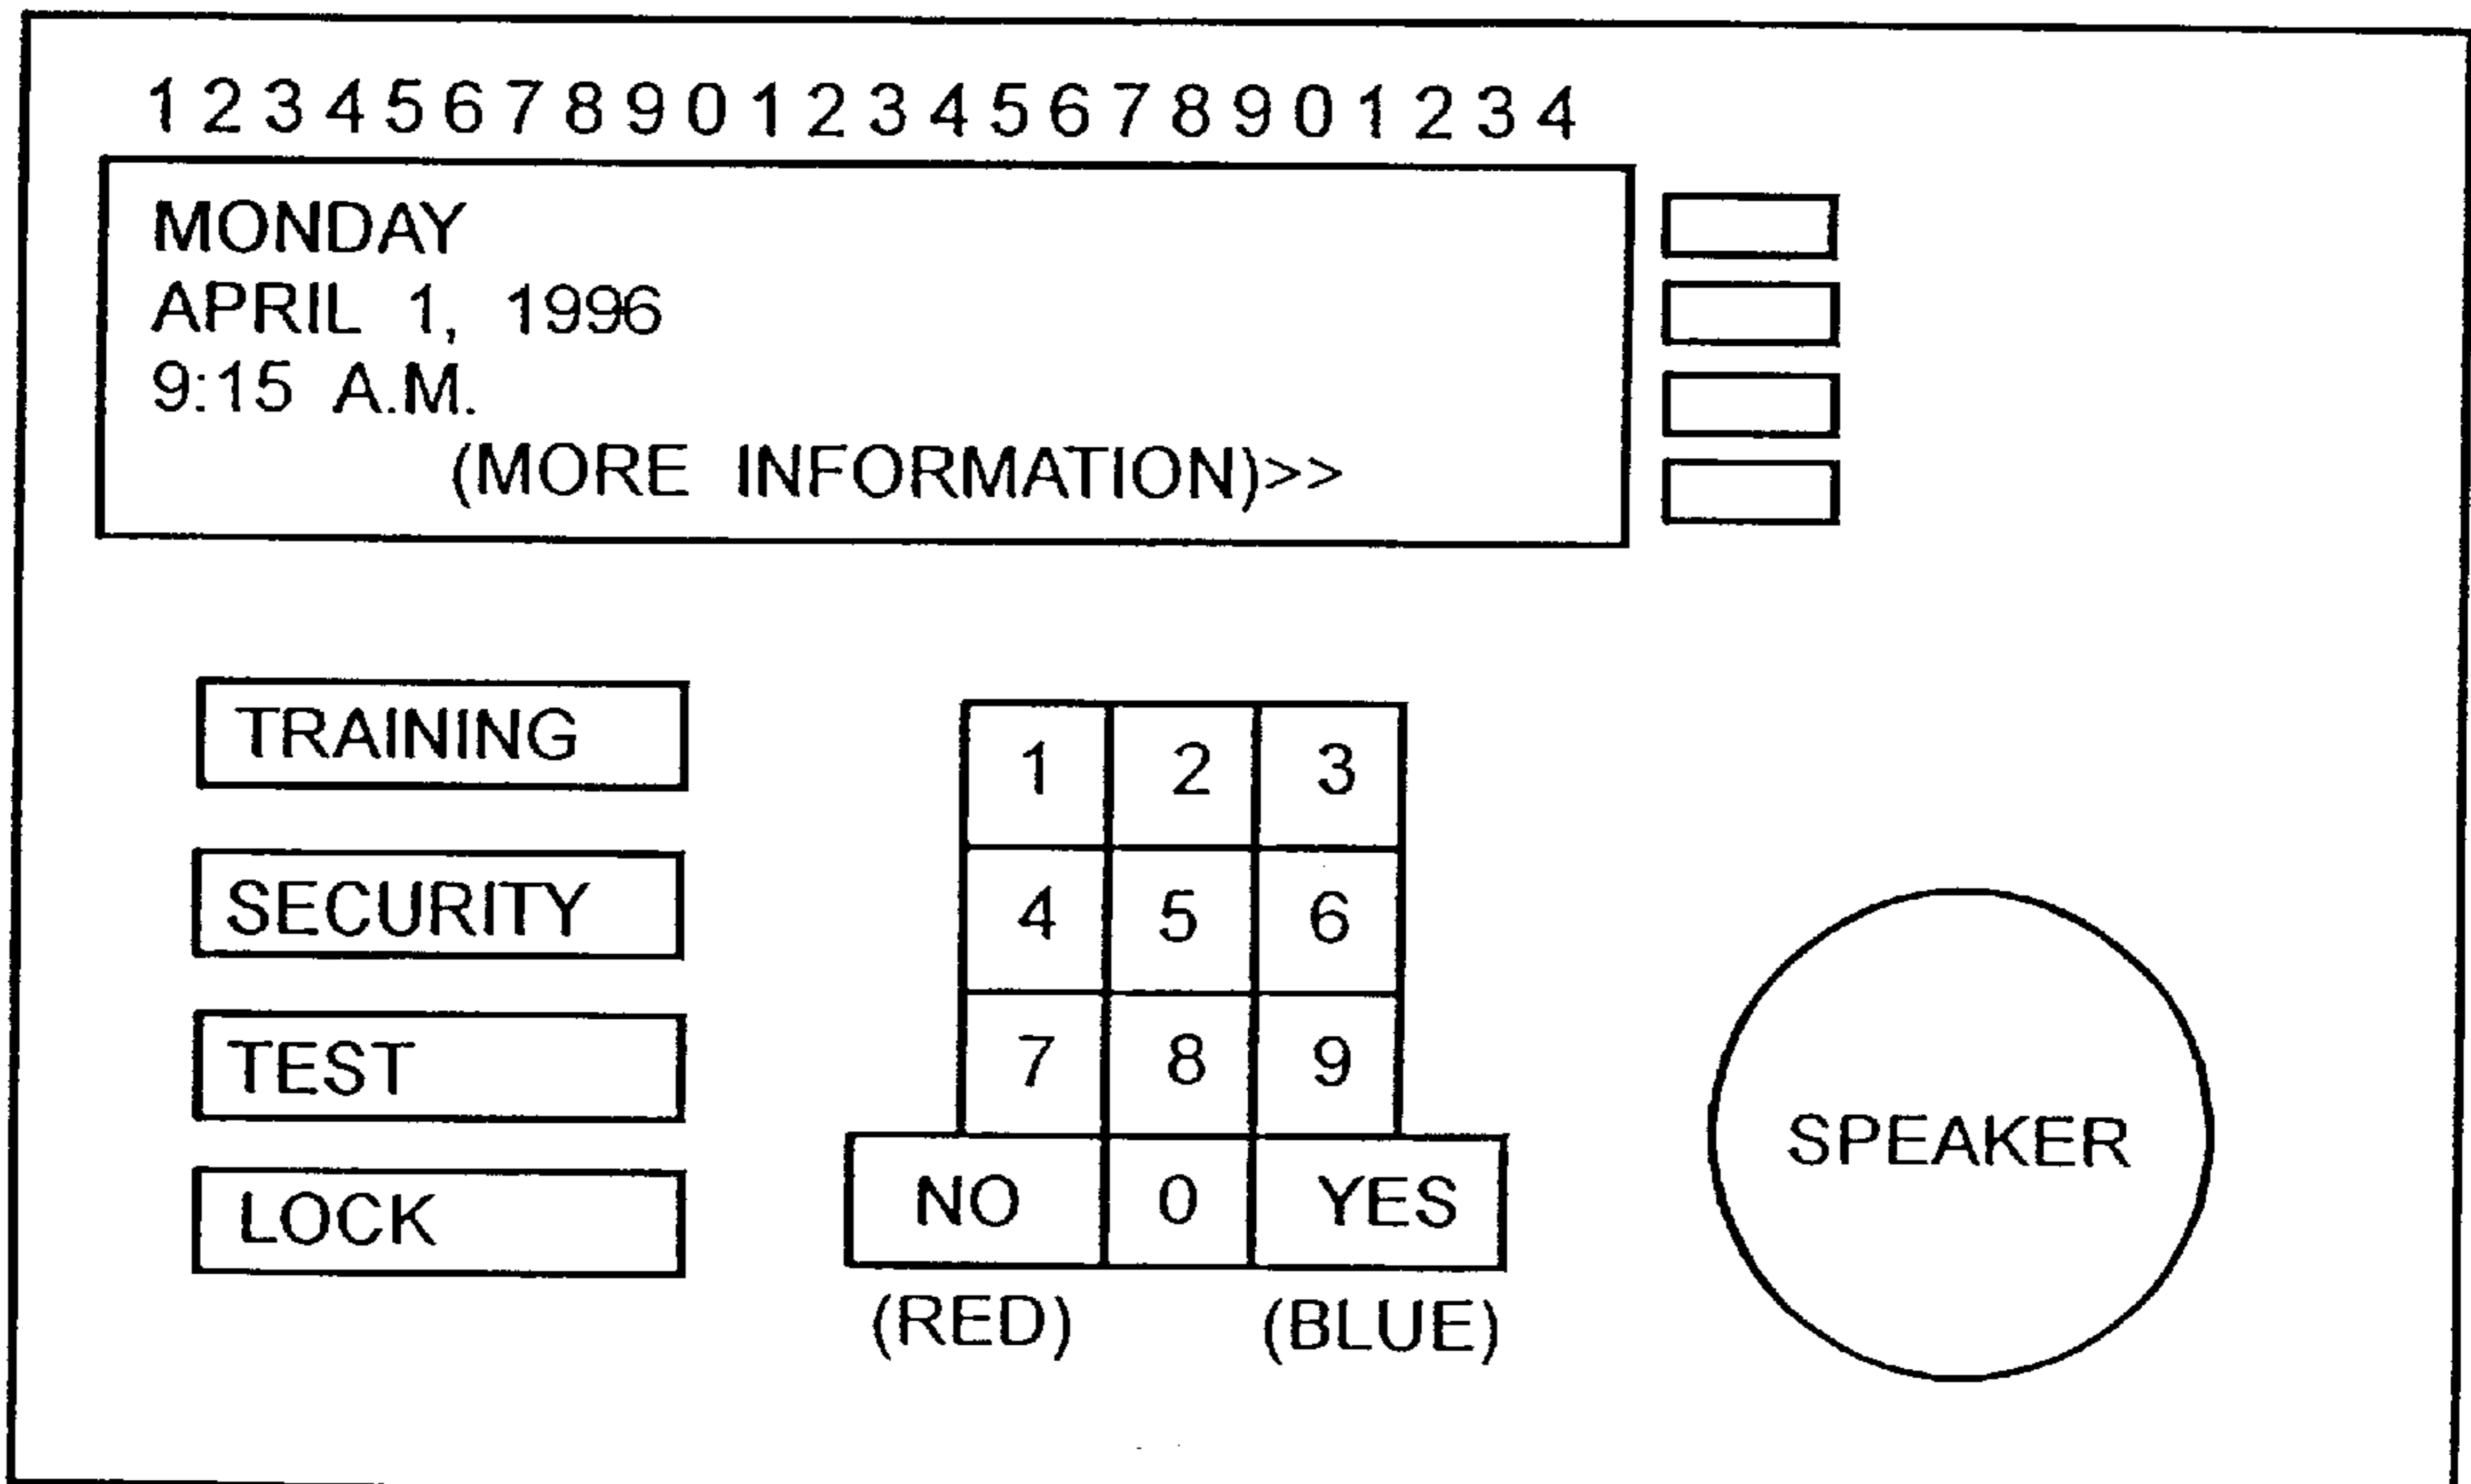 1 2 3 4 5 6 7 8 9 0 1 2 3 4 5 6 7 8 9 0 1 2 3 4
MONDAY
APRIL 1, 1996
9:15 A.M.
(MORE INFORMATION)>>
TRAINING
SECURITY
TEST
LOCK
1 2 3
4 5 6
7 8 9
NO 0 YES
(RED) (BLUE)
SPEAKER